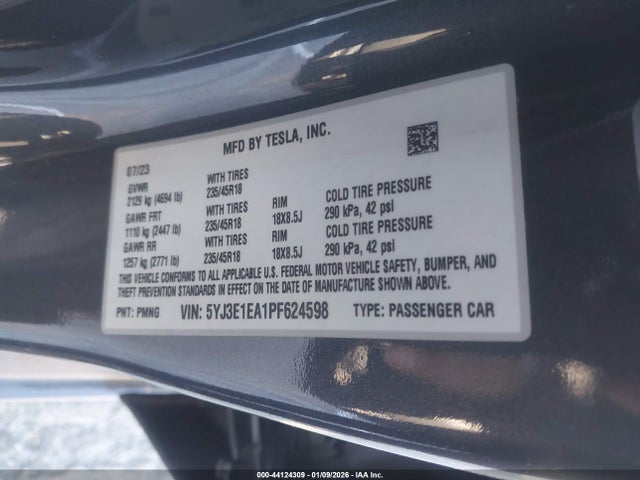 MFD BY TESLA, INC.
07/23
GVWR WITH TIRES
2129 kg (4694 lb) 235/45R18 RIM COLD TIRE PRESSURE
GAWR FRT WITH TIRES 18X8.5J 290 kPa, 42 psi
1110 kg (2447 lb) 235/45R18 RIM COLD TIRE PRESSURE
GAWR RR WITH TIRES 18X8.5J 290 kPa, 42 psi
1257 kg (2771 lb) 235/45R18
THIS VEHICLE CONFORMS TO ALL APPLICABLE U.S. FEDERAL MOTOR VEHICLE SAFETY, BUMPER, AND
THEFT PREVENTION STANDARDS IN EFFECT ON THE DATE OF MANUFACTURE SHOWN ABOVE.
PNT: PMNG VIN: 5YJ3E1EA1PF624598 TYPE: PASSENGER CAR
000-44124309 - 01/09/2026 - IAA Inc.